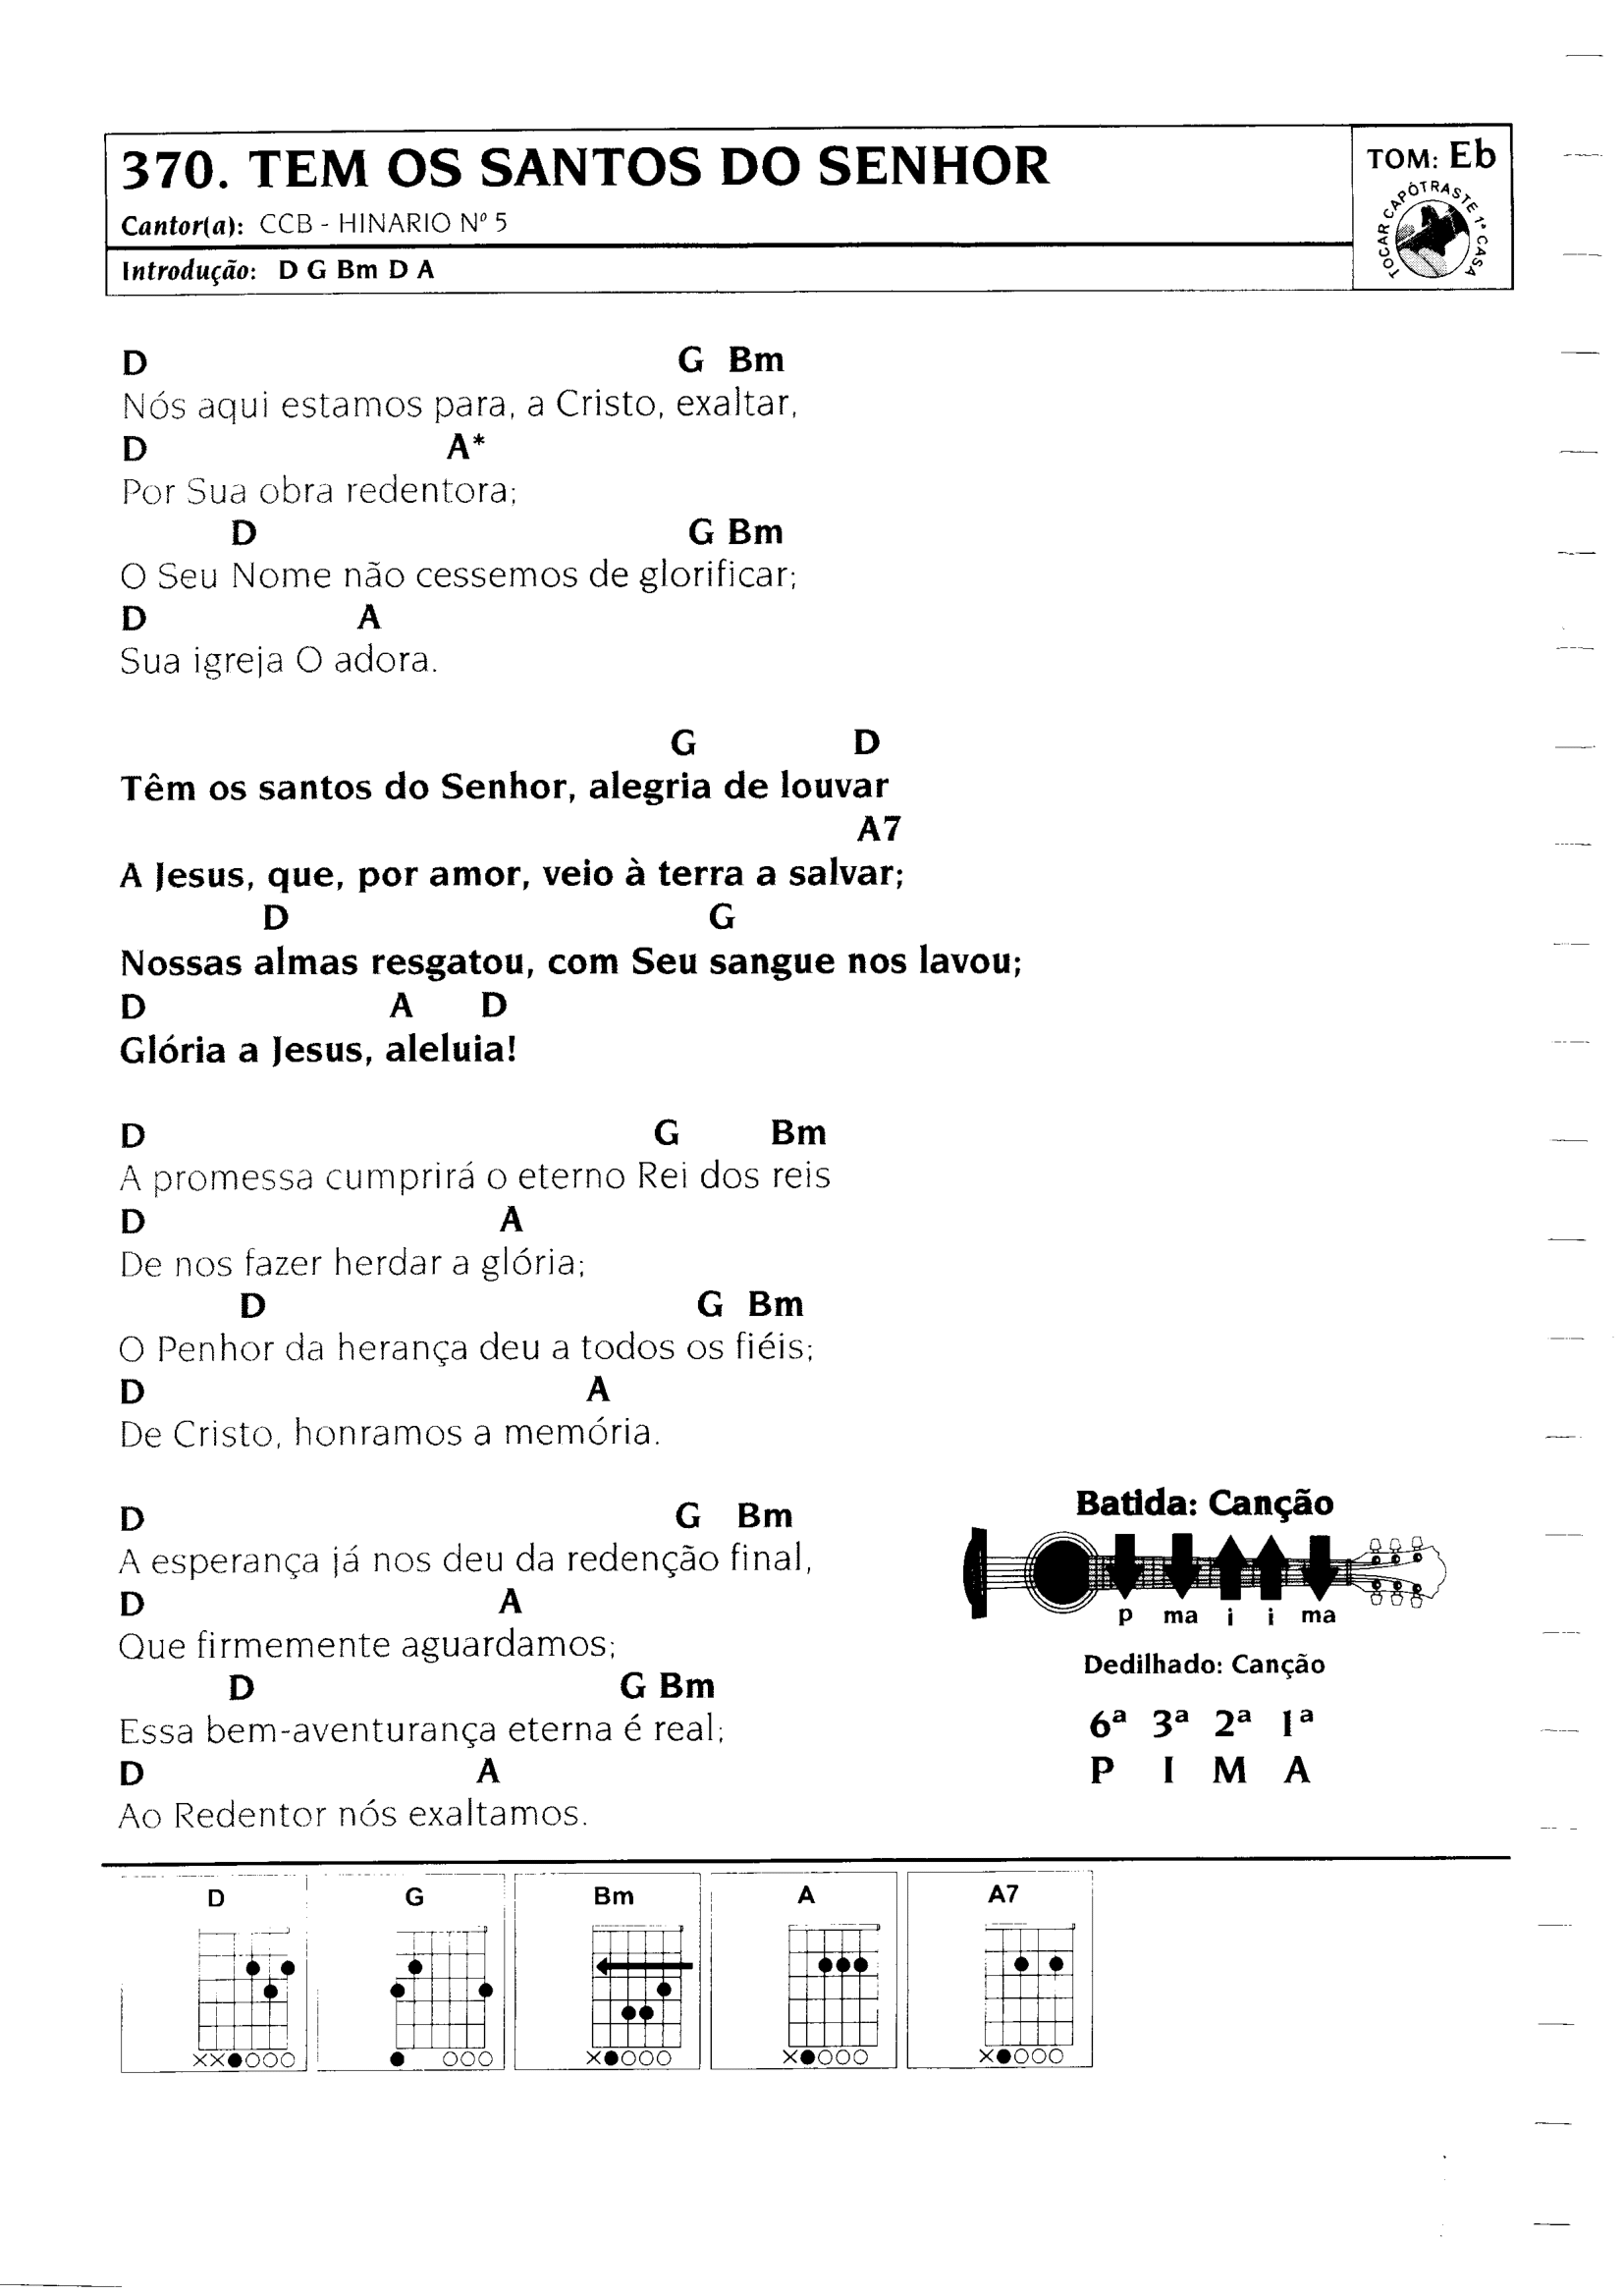 370. TEM OS SANTOS DO SENHOR
Cantor(a): CCB - HINARIO Nº 5
Introdução: D G Bm D A
TOM: Eb
TOCAR CAPÓTRASTE 1ª CASA
D G Bm
Nós aqui estamos para, a Cristo, exaltar,
D A*
Por Sua obra redentora;
D G Bm
O Seu Nome não cessemos de glorificar;
D A
Sua igreja O adora.
G D
Têm os santos do Senhor, alegria de louvar
A7
A Jesus, que, por amor, veio à terra a salvar;
D G
Nossas almas resgatou, com Seu sangue nos lavou;
D A D
Glória a Jesus, aleluia!
D G Bm
A promessa cumprirá o eterno Rei dos reis
D A
De nos fazer herdar a glória;
D G Bm
O Penhor da herança deu a todos os fiéis;
D A
De Cristo, honramos a memória.
D G Bm
A esperança já nos deu da redenção final,
D A
Que firmemente aguardamos;
D G Bm
Essa bem-aventurança eterna é real;
D A
Ao Redentor nós exaltamos.
Batida: Canção
p ma i i ma
Dedilhado: Canção
6ª 3ª 2ª 1ª
P I M A
D G Bm A A7